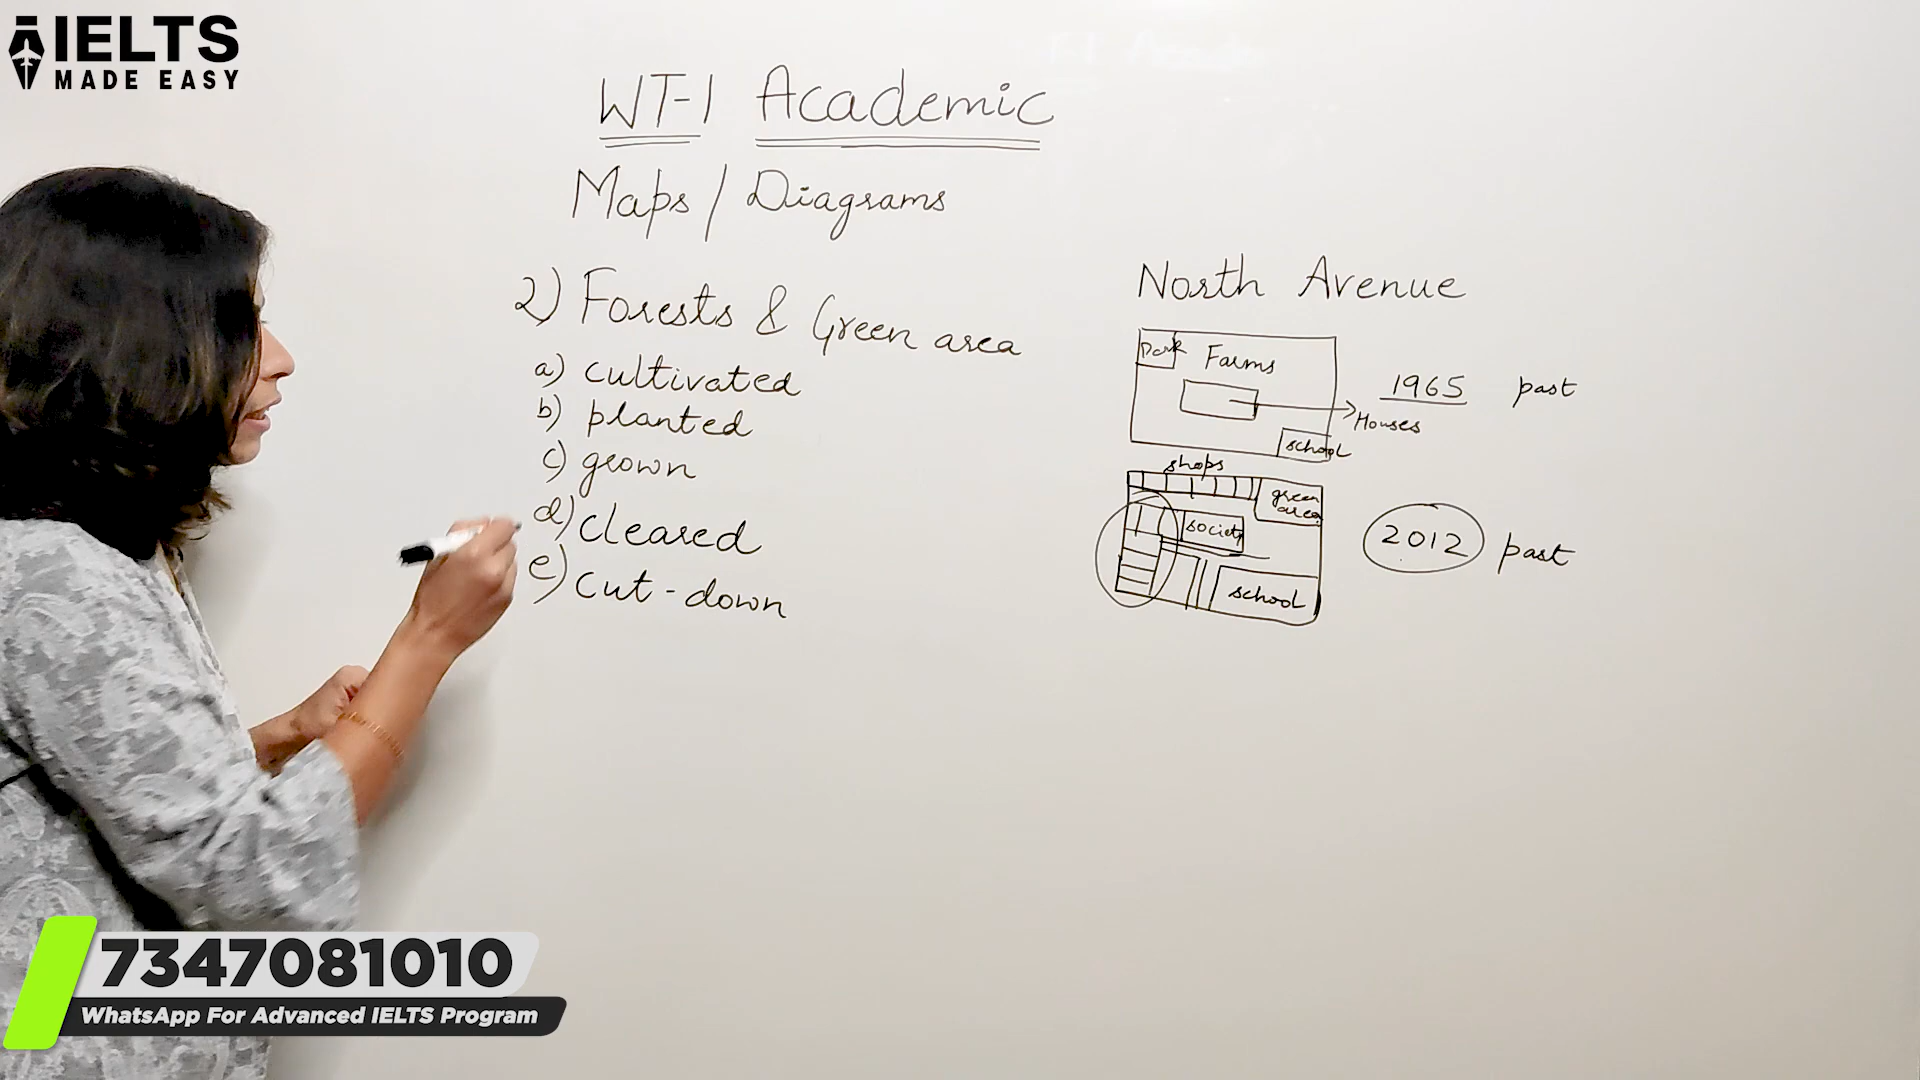 IELTS
MADE EASY
WT-1 Academic
Maps / Diagrams
2) Forests & Green area
a) cultivated
b) planted
c) grown
d) cleared
e) cut-down
North Avenue
Park
Farms
1965 past
Houses
school
shops
green
area
society
2012 past
school
7347081010
WhatsApp For Advanced IELTS Program